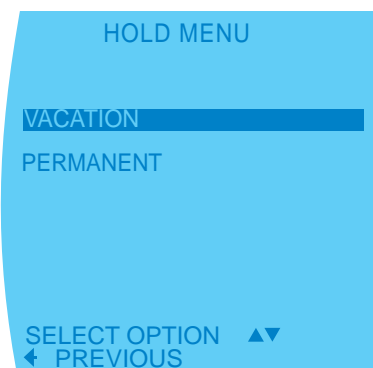 HOLD MENU
VACATION
PERMANENT
SELECT OPTION ▲▼
PREVIOUS